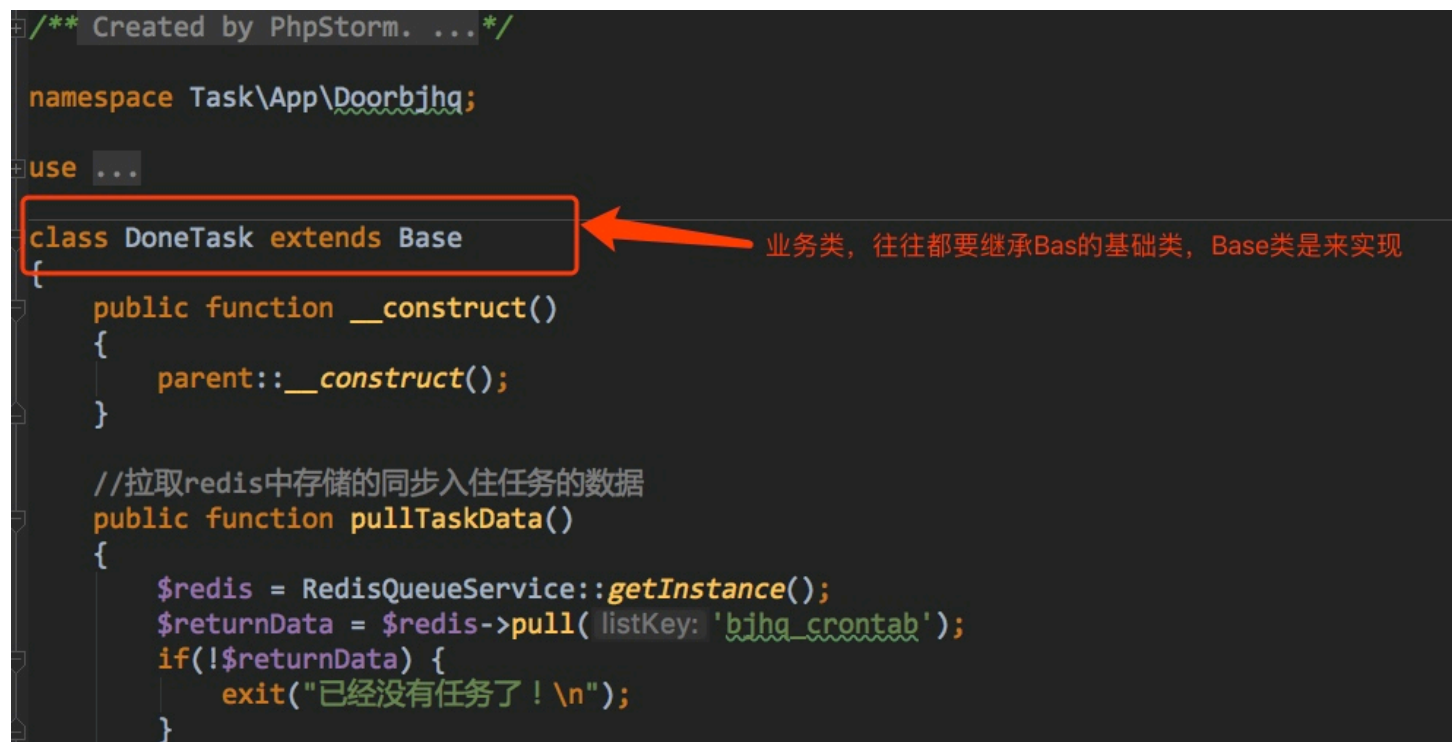 /** Created by PhpStorm. ...*/
namespace Task\App\Doorbjhq;
use ...
class DoneTask extends Base
业务类，往往都要继承Bas的基础类，Base类是来实现
{
public function __construct()
{
parent::__construct();
}
//拉取redis中存储的同步入住任务的数据
public function pullTaskData()
{
$redis = RedisQueueService::getInstance();
$returnData = $redis->pull( listKey: 'bjhq_crontab');
if(!$returnData) {
exit("已经没有任务了！\n");
}